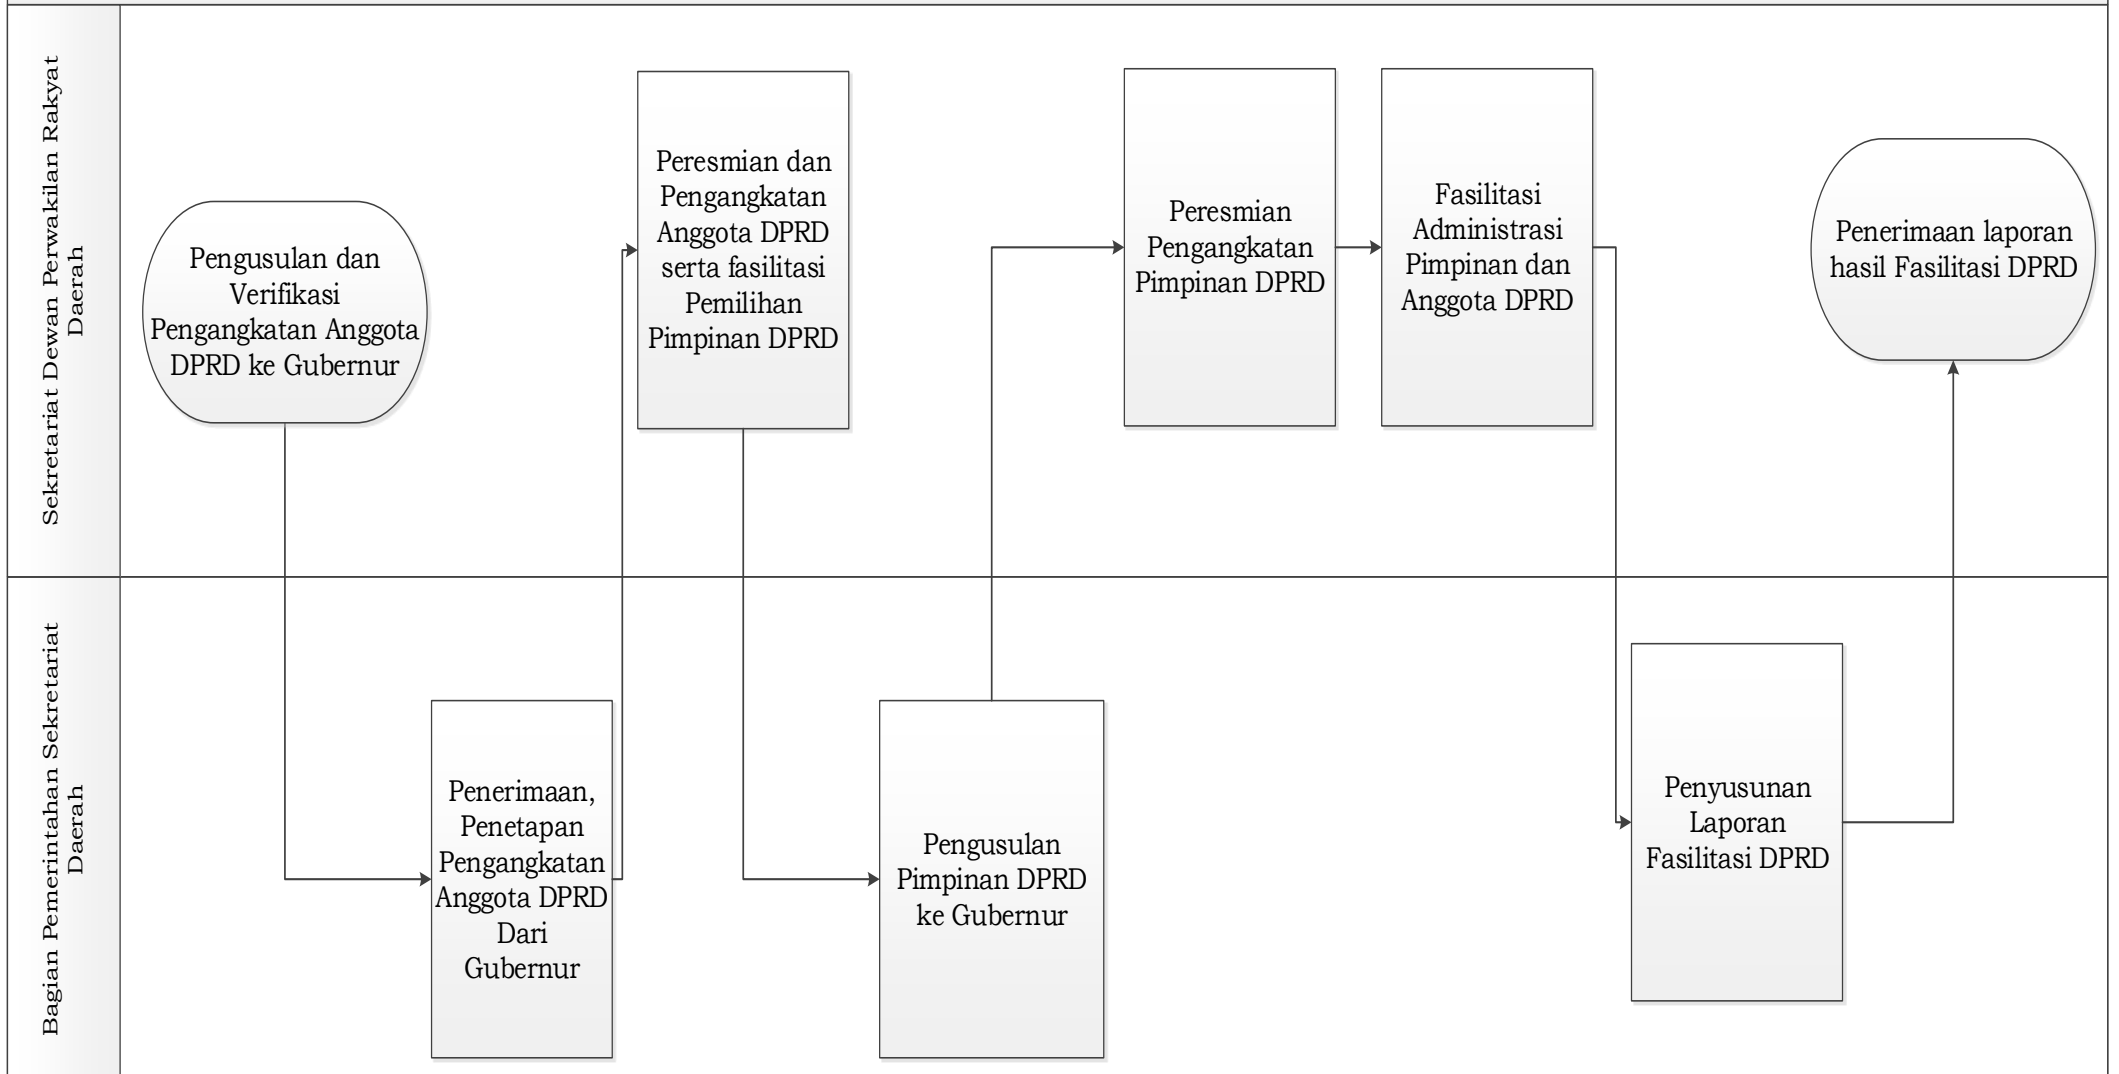 Sekretariat Dewan Perwakilan Rakyat
Daerah
Pengusulan dan
Verifikasi
Pengangkatan Anggota
DPRD ke Gubernur
Peresmian dan
Pengangkatan
Anggota DPRD
serta fasilitasi
Pemilihan
Pimpinan DPRD
Peresmian
Pengangkatan
Pimpinan DPRD
Fasilitasi
Administrasi
Pimpinan dan
Anggota DPRD
Penerimaan laporan
hasil Fasilitasi DPRD
Bagian Pemerintahan Sekretariat
Daerah
Penerimaan,
Penetapan
Pengangkatan
Anggota DPRD
Dari
Gubernur
Pengusulan
Pimpinan DPRD
ke Gubernur
Penyusunan
Laporan
Fasilitasi DPRD